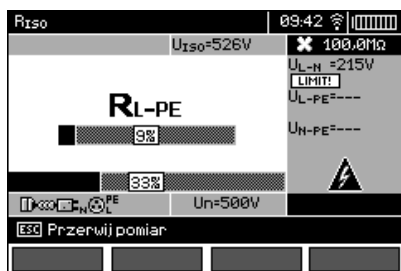 RISO 09:42
UISO=526V ✖ 100.0MΩ
UL-N =215V
LIMIT!
UL-PE=---
RL-PE
UN-PE=---
9%
33%
N PE L Un=500V
ESC Przerwij pomiar